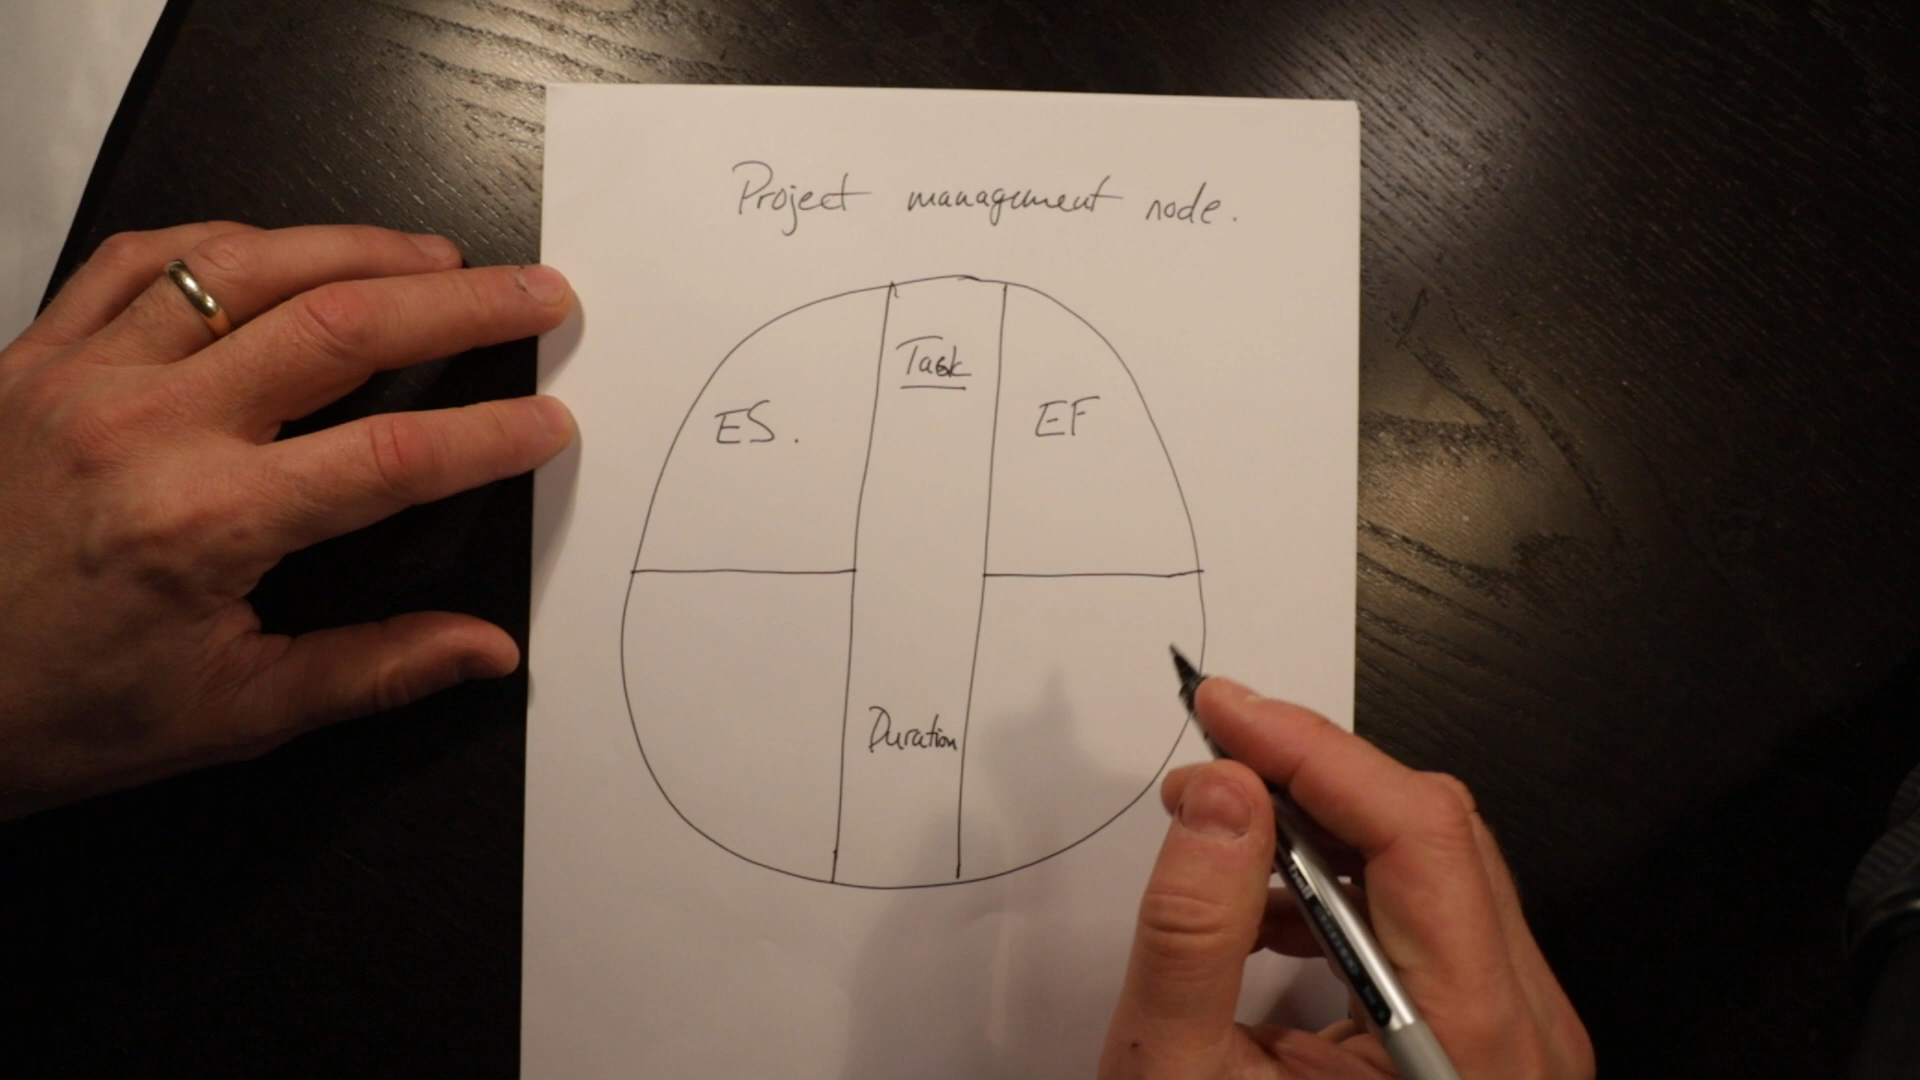 Project management node.
Task
ES.
EF
Duration